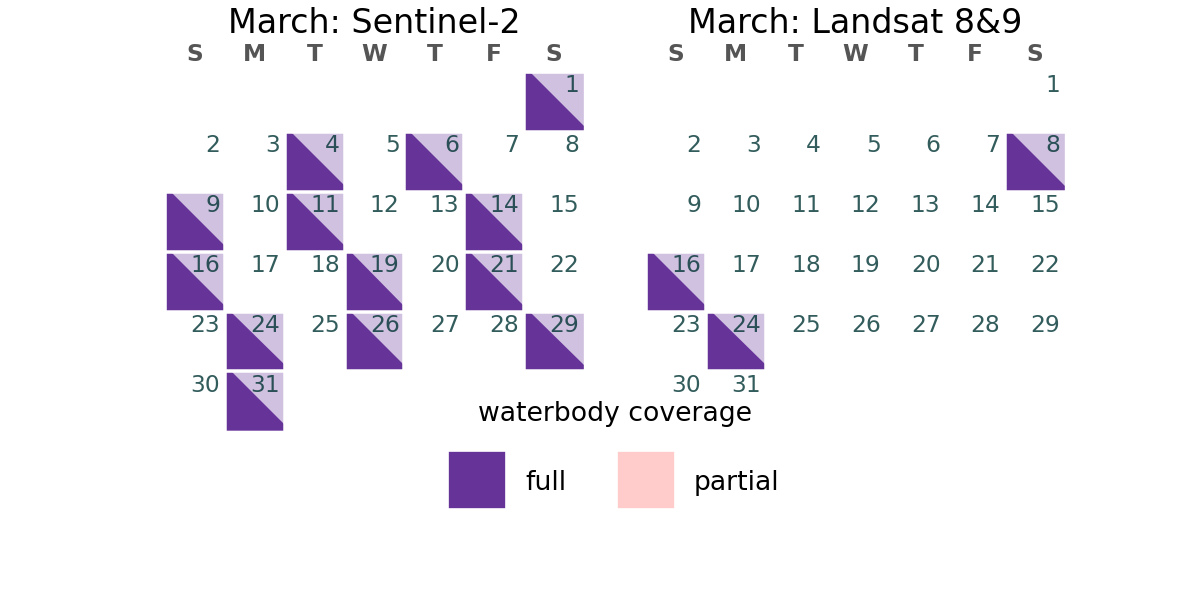 March: Sentinel-2
S M T W T F S
1
2 3 4 5 6 7 8
9 10 11 12 13 14 15
16 17 18 19 20 21 22
23 24 25 26 27 28 29
30 31
March: Landsat 8&9
S M T W T F S
1
2 3 4 5 6 7 8
9 10 11 12 13 14 15
16 17 18 19 20 21 22
23 24 25 26 27 28 29
30 31
waterbody coverage
full partial